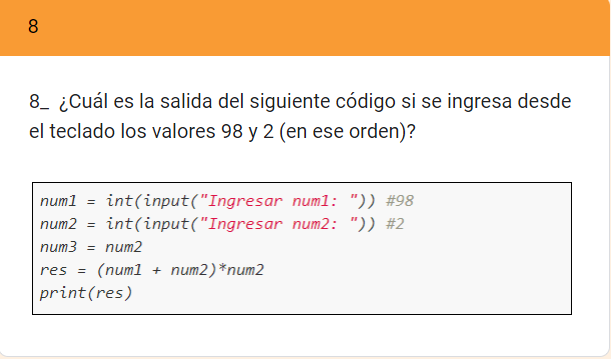 8
8_ ¿Cuál es la salida del siguiente código si se ingresa desde
el teclado los valores 98 y 2 (en ese orden)?
num1 = int(input("Ingresar num1: ")) #98
num2 = int(input("Ingresar num2: ")) #2
num3 = num2
res = (num1 + num2)*num2
print(res)